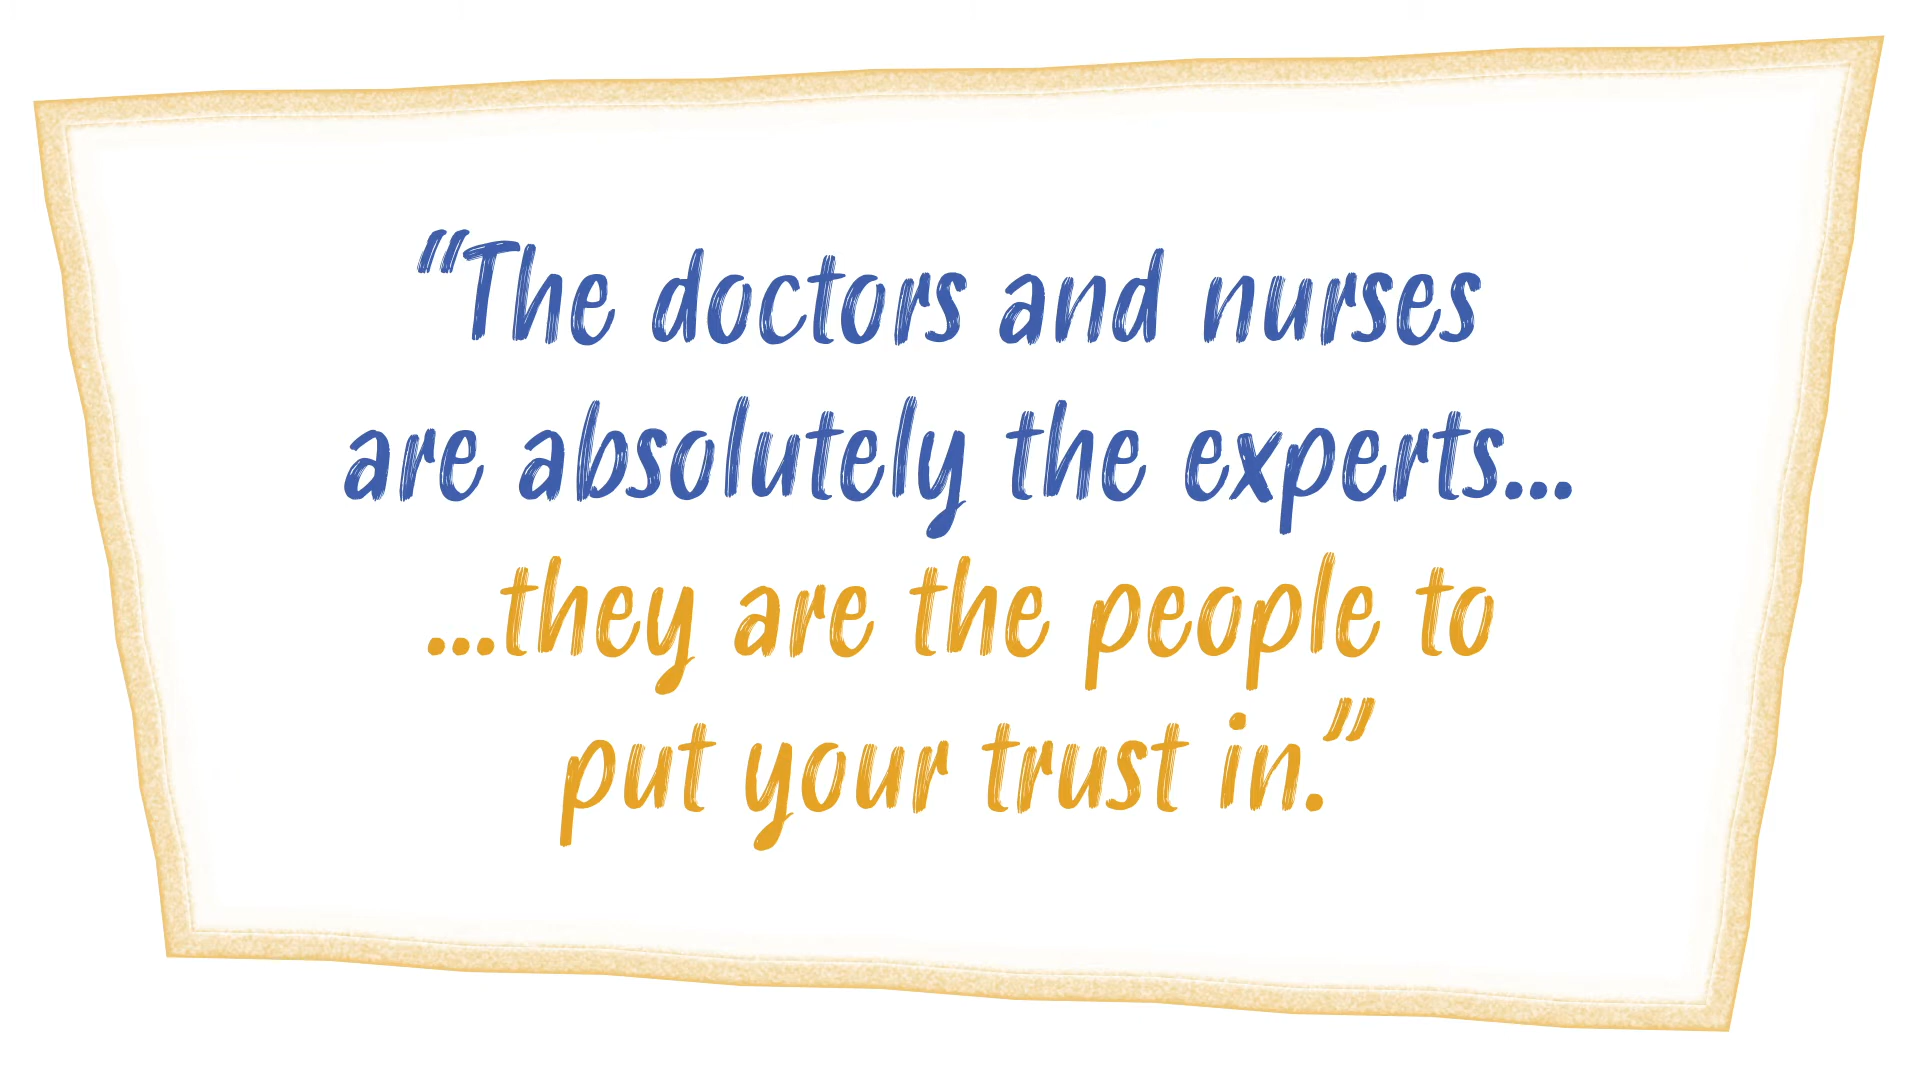 “The doctors and nurses
are absolutely the experts...
...they are the people to
put your trust in.”